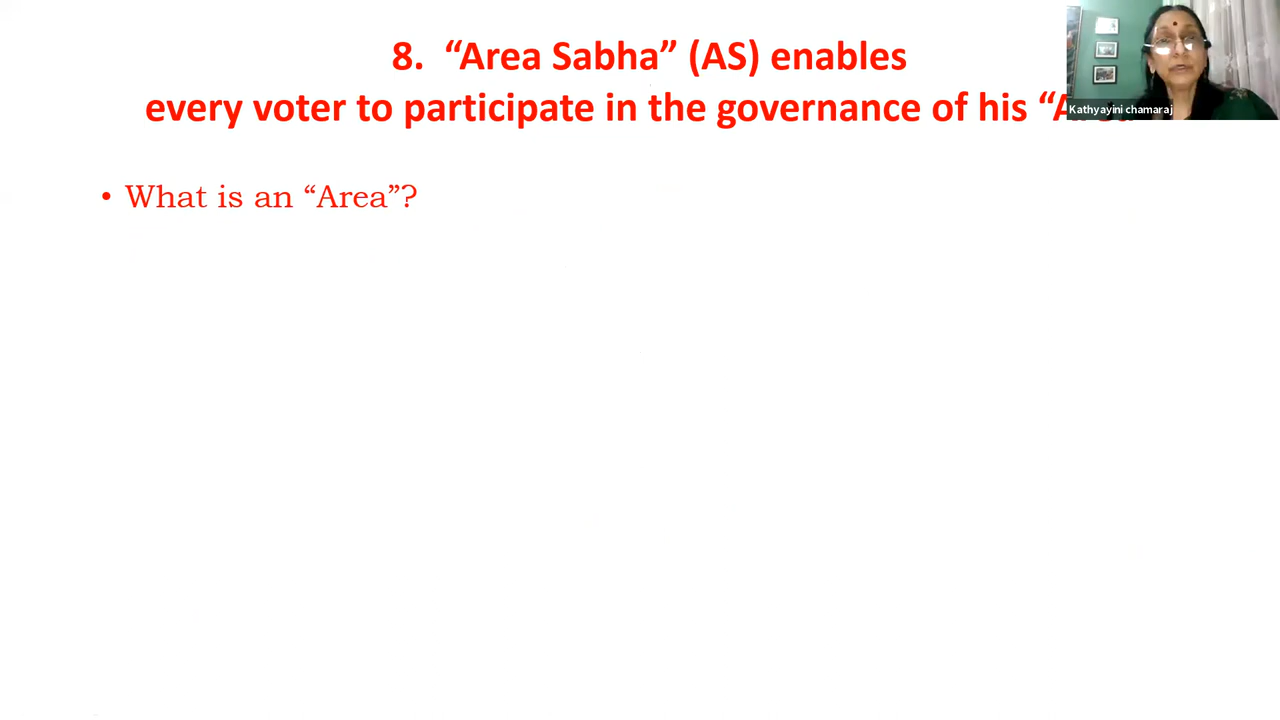 8. “Area Sabha” (AS) enables
every voter to participate in the governance of his
• What is an “Area”?
Kathyayini chamaraj